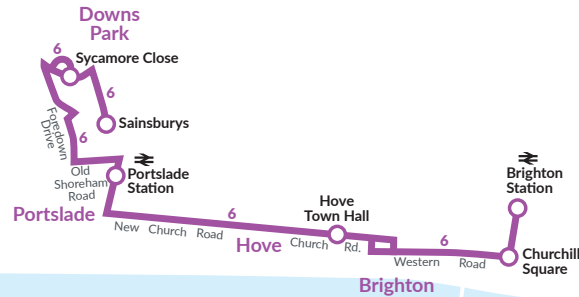 Downs
Park
6
Sycamore Close
6
Sainsburys
Foredown
Drive
6
Old
Shoreham
Road
Portslade
Station
Brighton
Station
Portslade
New Church Road
6
Hove
Hove
Town Hall
Church Rd.
6
Western Road
Churchill
Square
Brighton